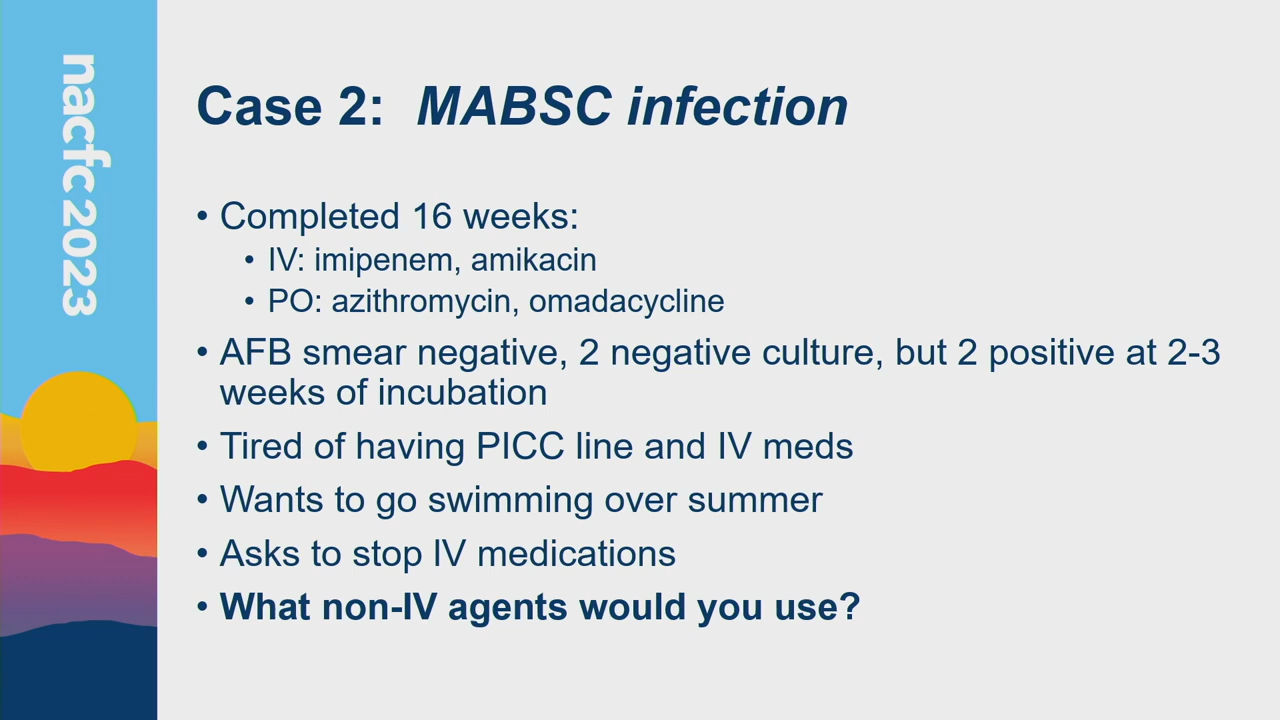 nacfc 2023
Case 2: MABSC infection
• Completed 16 weeks:
• IV: imipenem, amikacin
• PO: azithromycin, omadacycline
• AFB smear negative, 2 negative culture, but 2 positive at 2-3
weeks of incubation
• Tired of having PICC line and IV meds
• Wants to go swimming over summer
• Asks to stop IV medications
• What non-IV agents would you use?